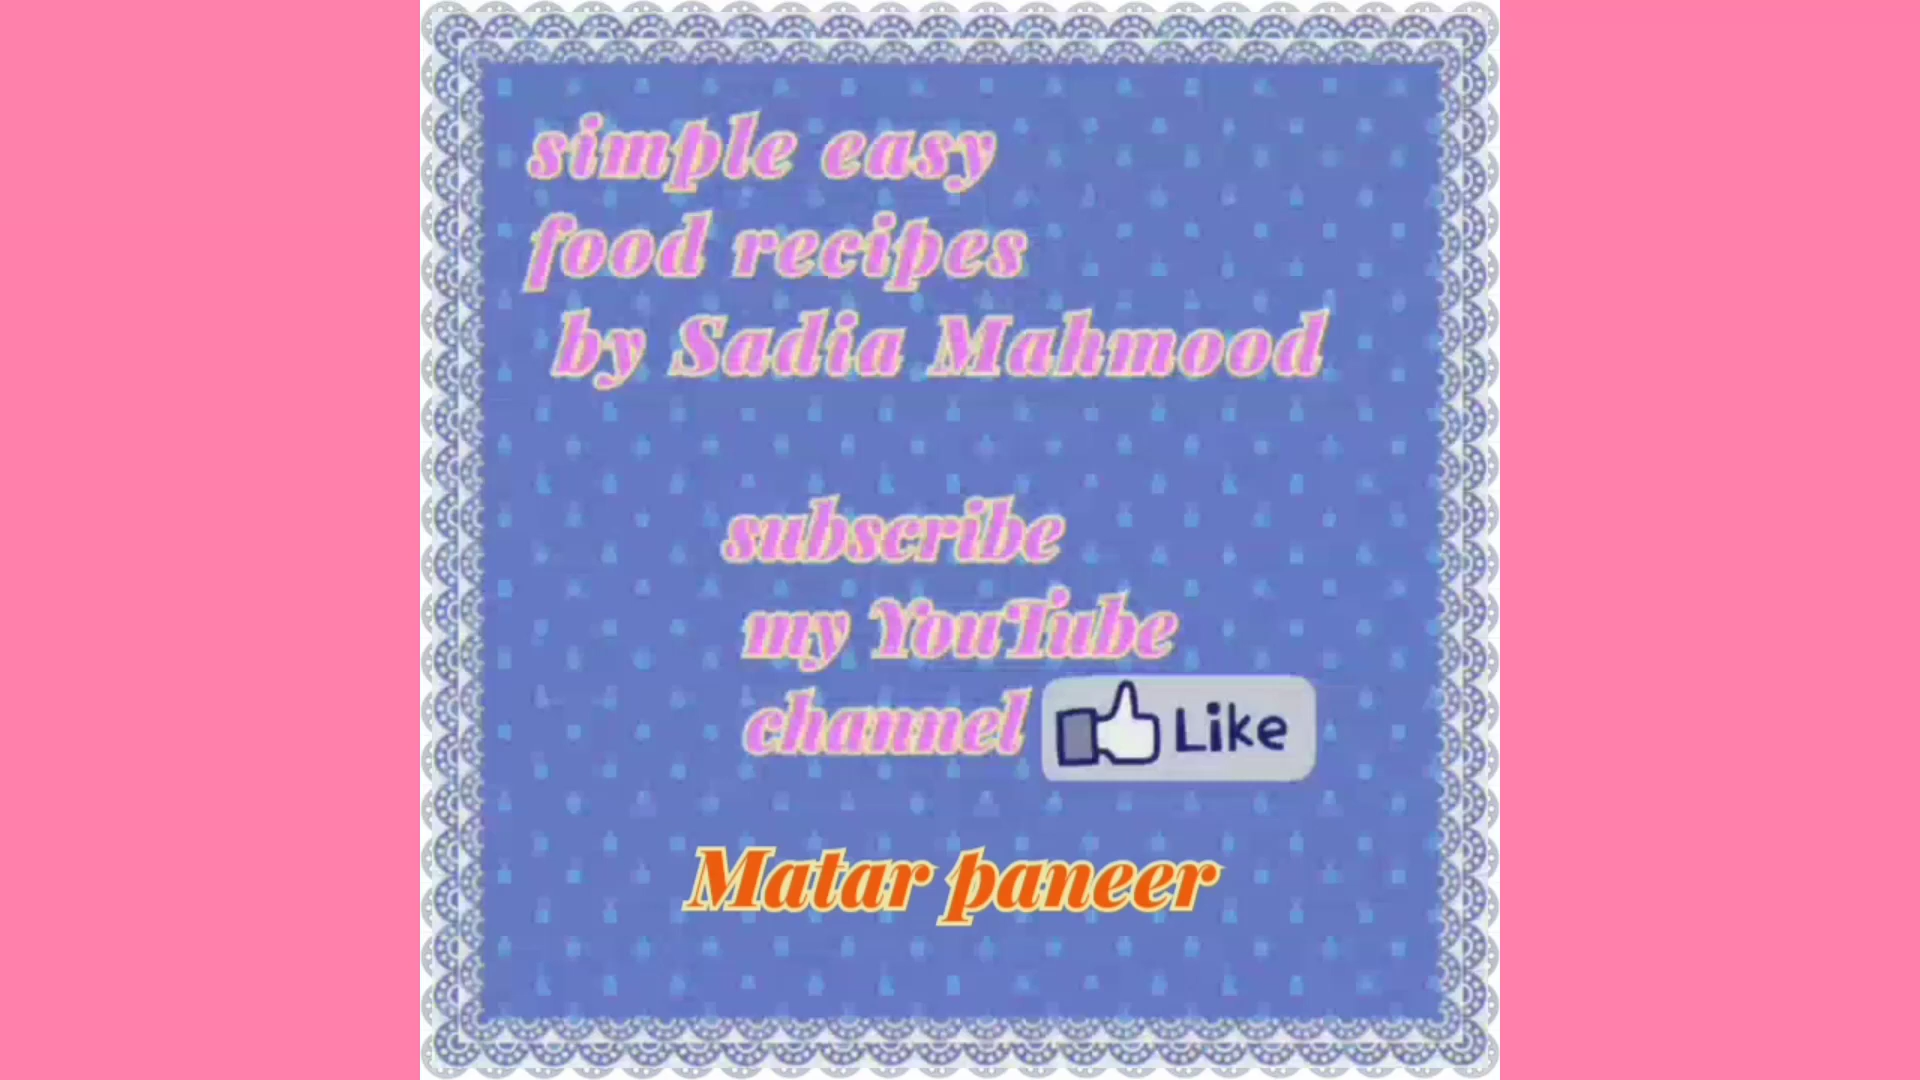 simple easy
food recipes
by Sadia Mahmood
subscribe
my YouTube
channel Like
Matar paneer